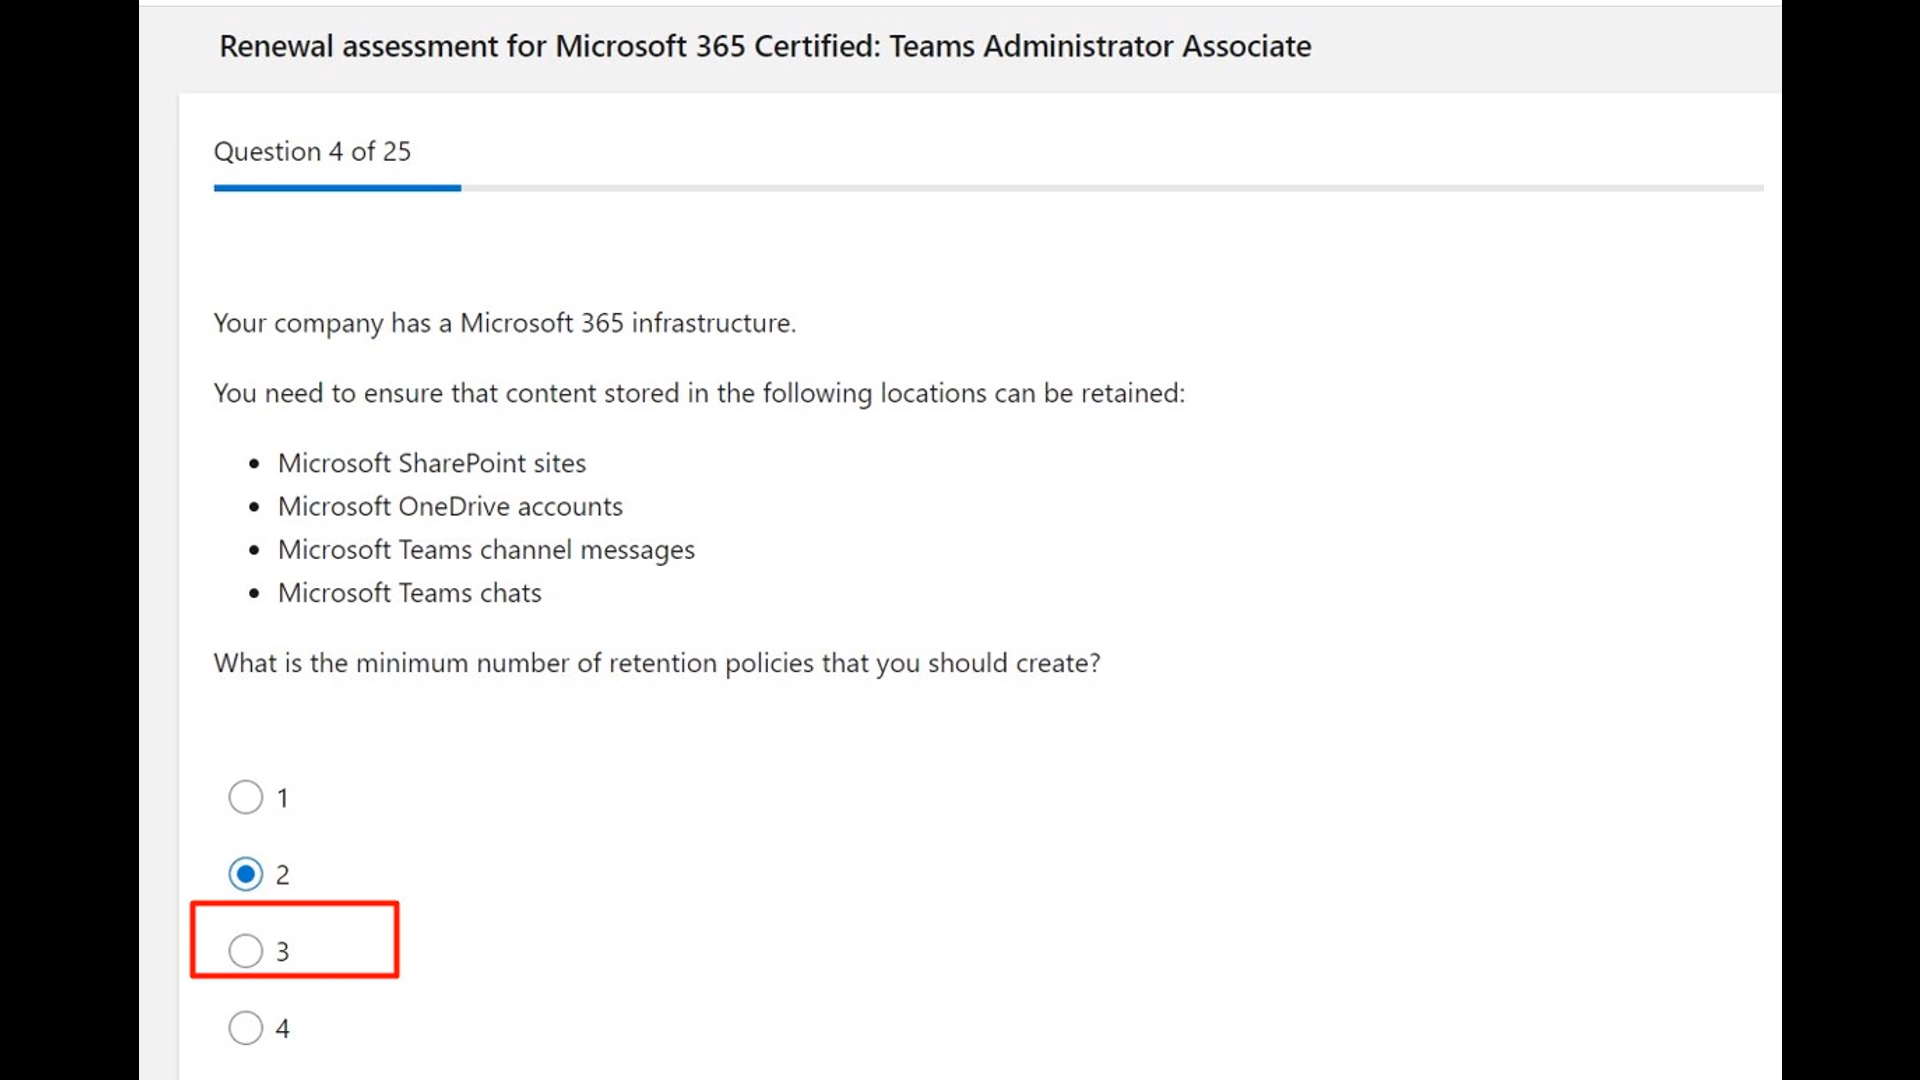 Renewal assessment for Microsoft 365 Certified: Teams Administrator Associate
Question 4 of 25
Your company has a Microsoft 365 infrastructure.
You need to ensure that content stored in the following locations can be retained:
• Microsoft SharePoint sites
• Microsoft OneDrive accounts
• Microsoft Teams channel messages
• Microsoft Teams chats
What is the minimum number of retention policies that you should create?
1
2
3
4